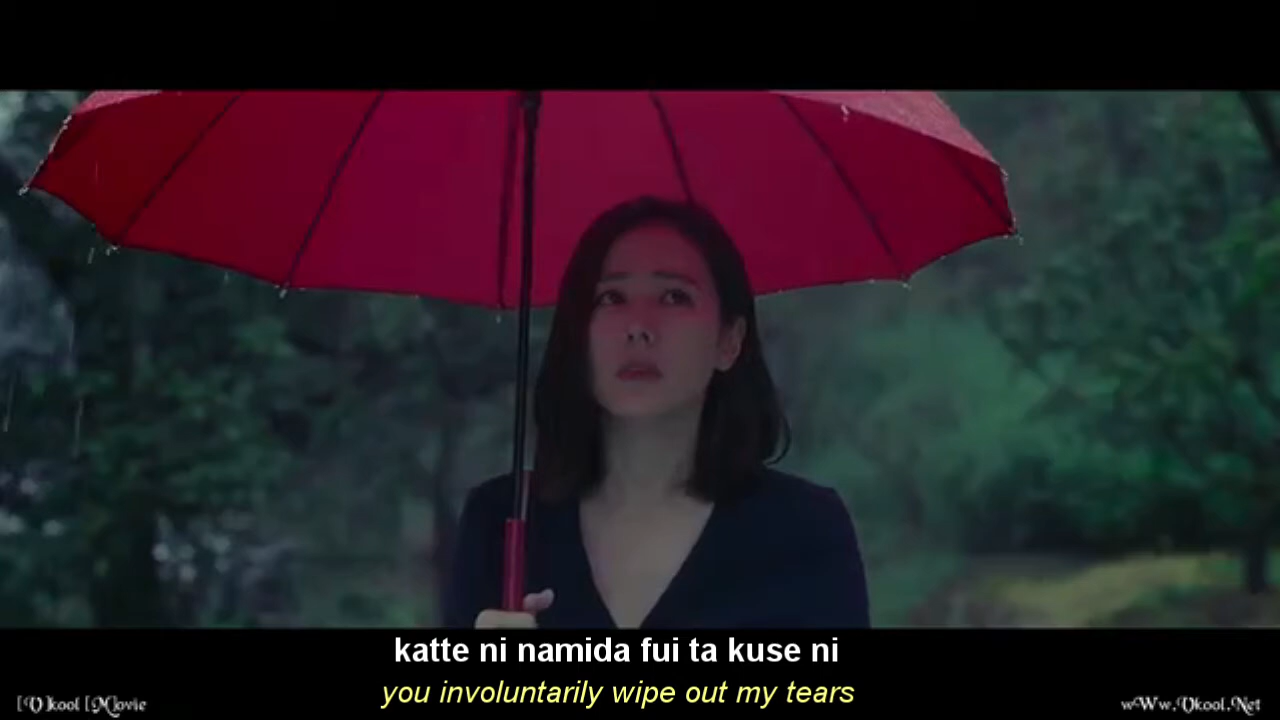 katte ni namida fui ta kuse ni
you involuntarily wipe out my tears
[V]kool [M]ovie
wWw.Vkool.Net